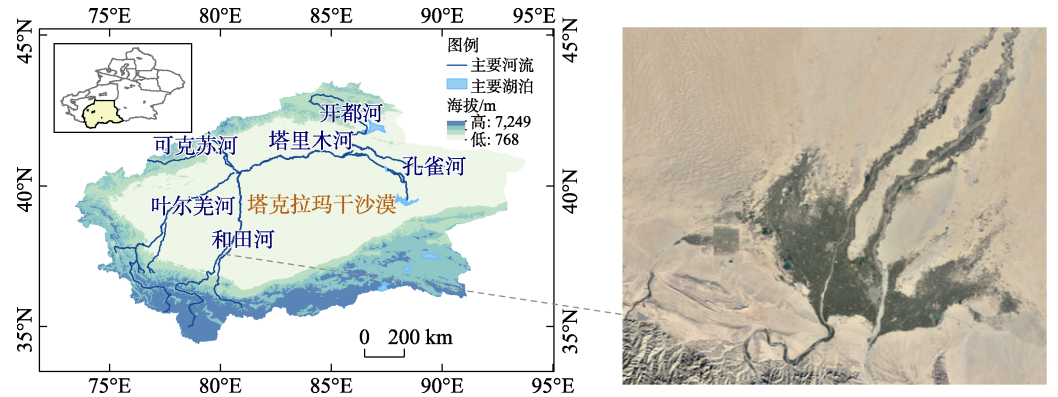 75°E 80°E 85°E 90°E 95°E
45°N 45°N
图例
主要河流
主要湖泊
海拔/m
高: 7,249
低: 768
开都河
可克苏河 塔里木河
孔雀河
40°N 40°N
叶尔羌河 塔克拉玛干沙漠
和田河
35°N 35°N
0 200 km
75°E 80°E 85°E 90°E 95°E